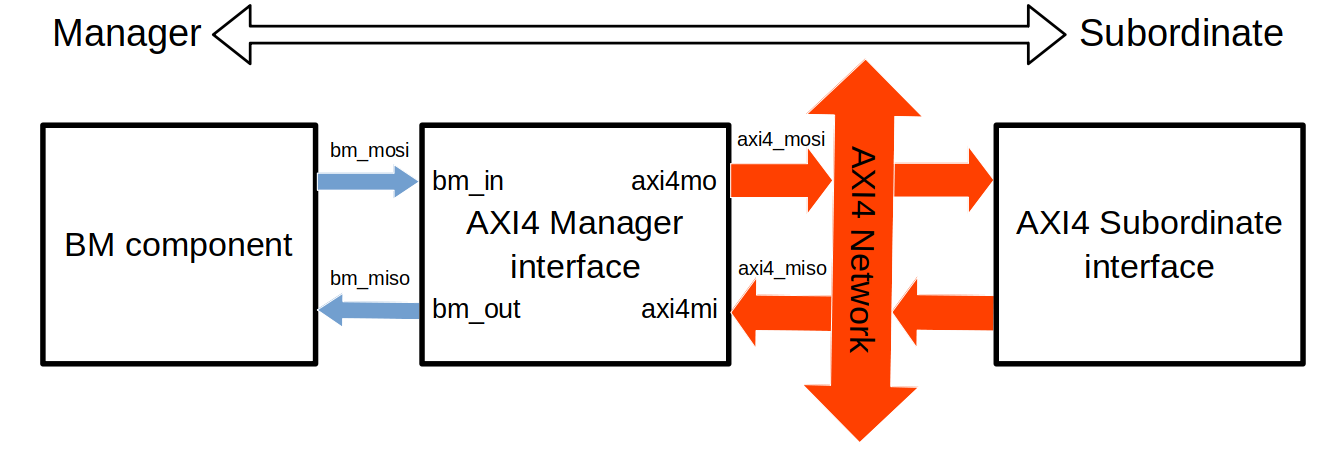 Manager
Subordinate
BM component
bm_mosi
bm_miso
bm_in
axi4mo
AXI4 Manager
interface
bm_out
axi4mi
axi4_mosi
axi4_miso
AXI4 Network
AXI4 Subordinate
interface